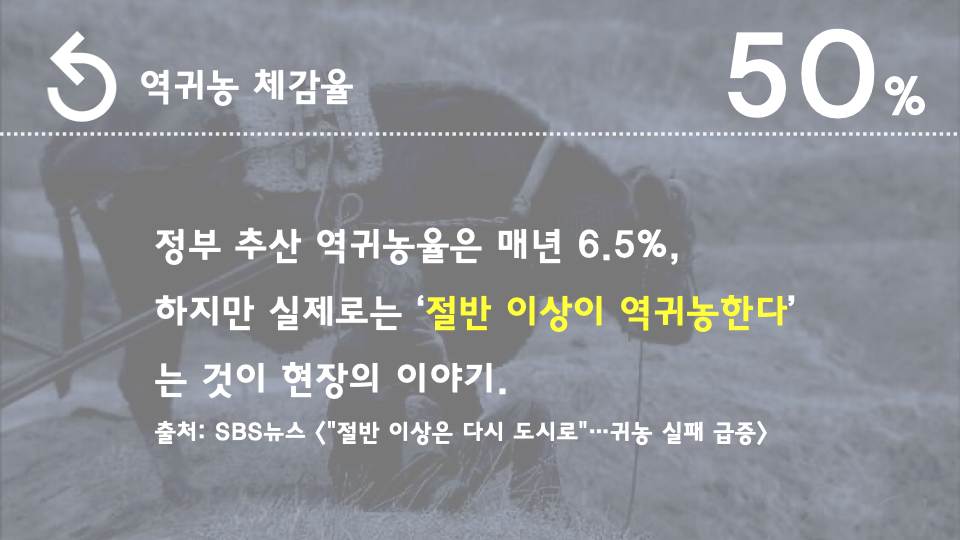 역귀농 체감율
50%
정부 추산 역귀농율은 매년 6.5%,
하지만 실제로는 ‘절반 이상이 역귀농한다’
는 것이 현장의 이야기.
출처: SBS뉴스 <"절반 이상은 다시 도시로"…귀농 실패 급증>